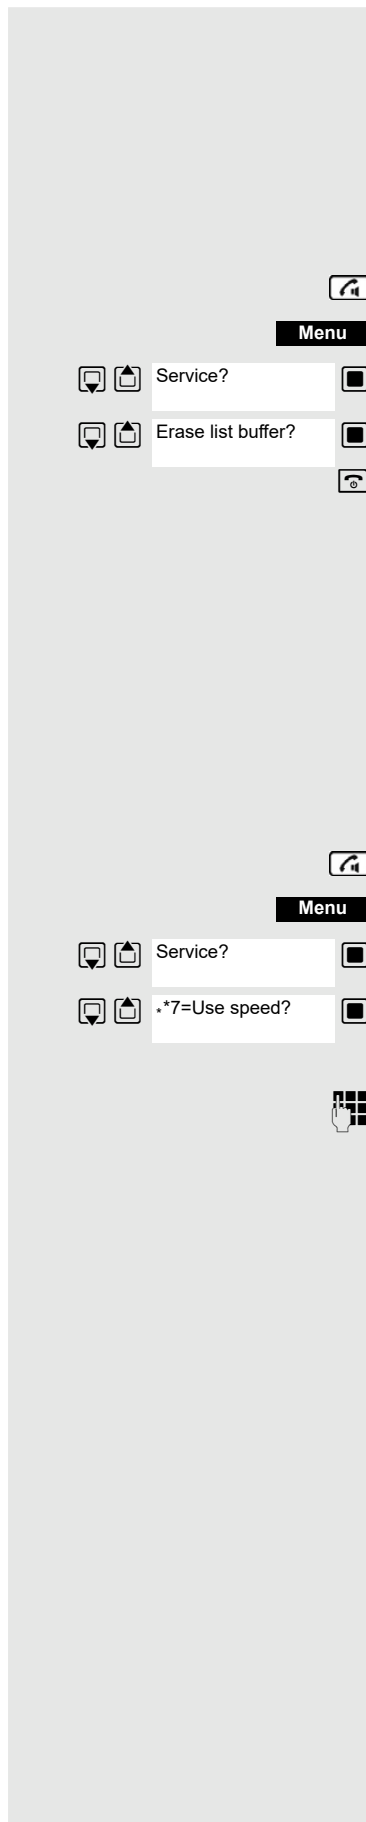 Menu
Service?
Erase list buffer?
Menu
Service?
**7=Use speed?